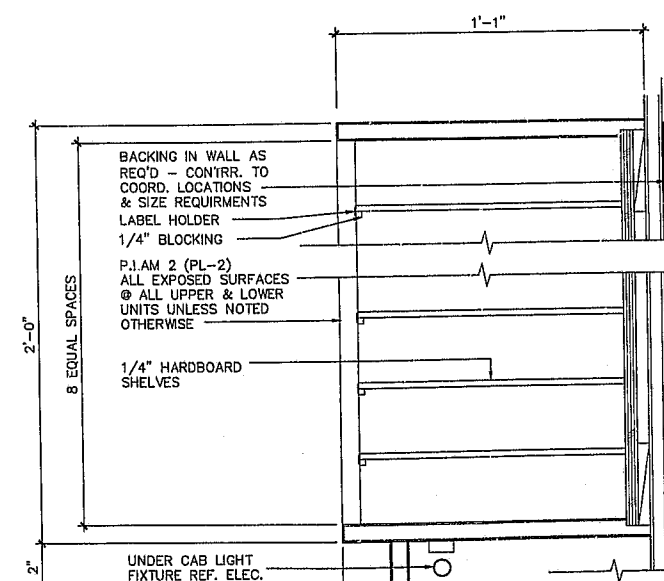 1'-1"
BACKING IN WALL AS
REQ'D - CONTRR. TO
COORD. LOCATIONS
& SIZE REQUIRMENTS
LABEL HOLDER
1/4" BLOCKING
P.LAM 2 (PL-2)
ALL EXPOSED SURFACES
@ ALL UPPER & LOWER
UNITS UNLESS NOTED
OTHERWISE
1/4" HARDBOARD
SHELVES
8 EQUAL SPACES
2'-0"
UNDER CAB LIGHT
FIXTURE REF. ELEC.
2"